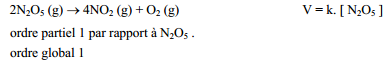 2N₂O₅ (g) → 4NO₂ (g) + O₂ (g) V = k. [ N₂O₅ ]
ordre partiel 1 par rapport à N₂O₅ .
ordre global 1